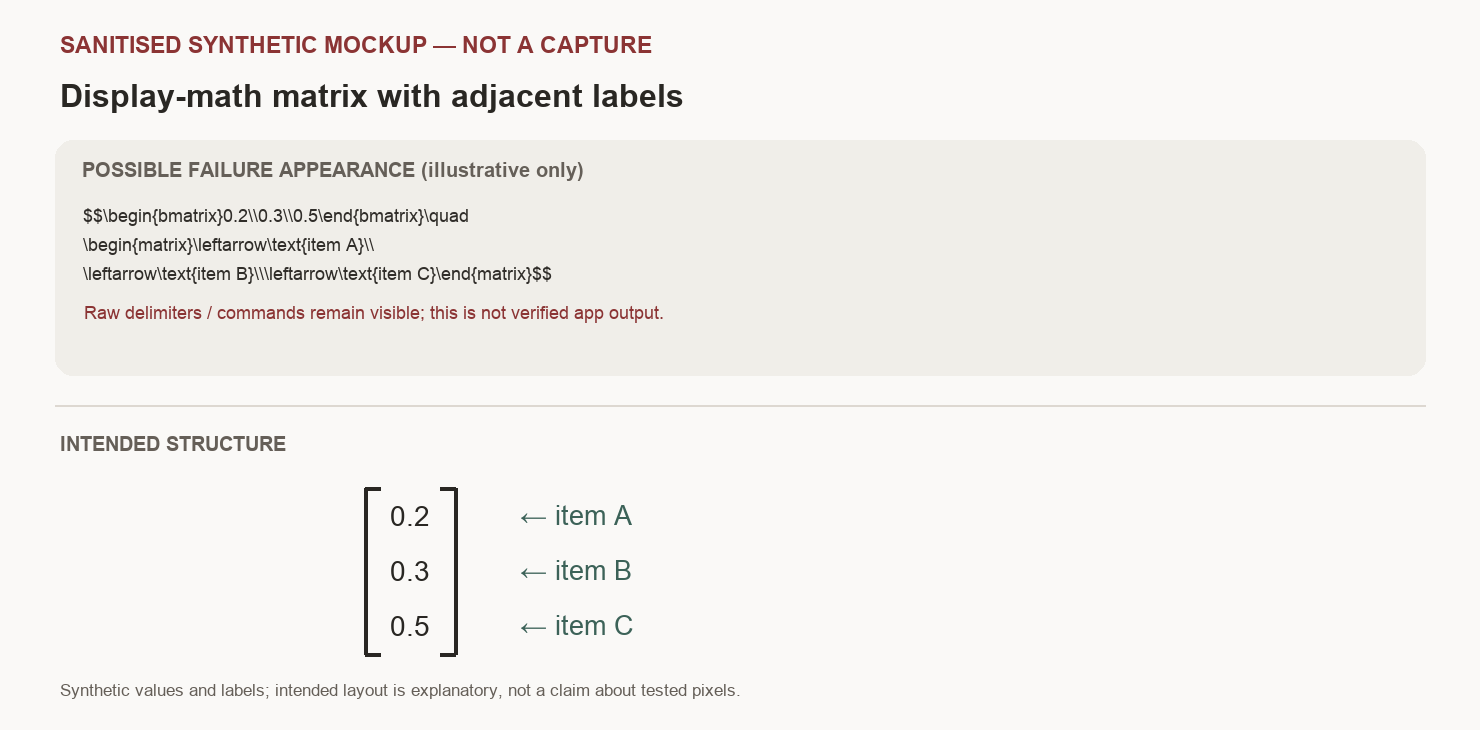 SANITISED SYNTHETIC MOCKUP — NOT A CAPTURE
Display-math matrix with adjacent labels
POSSIBLE FAILURE APPEARANCE (illustrative only)
$$\begin{bmatrix}0.2\\0.3\\0.5\end{bmatrix}\quad
\begin{matrix}\leftarrow\text{item A}\\
\leftarrow\text{item B}\\\leftarrow\text{item C}\end{matrix}$$
Raw delimiters / commands remain visible; this is not verified app output.
INTENDED STRUCTURE
0.2 ← item A
0.3 ← item B
0.5 ← item C
Synthetic values and labels; intended layout is explanatory, not a claim about tested pixels.